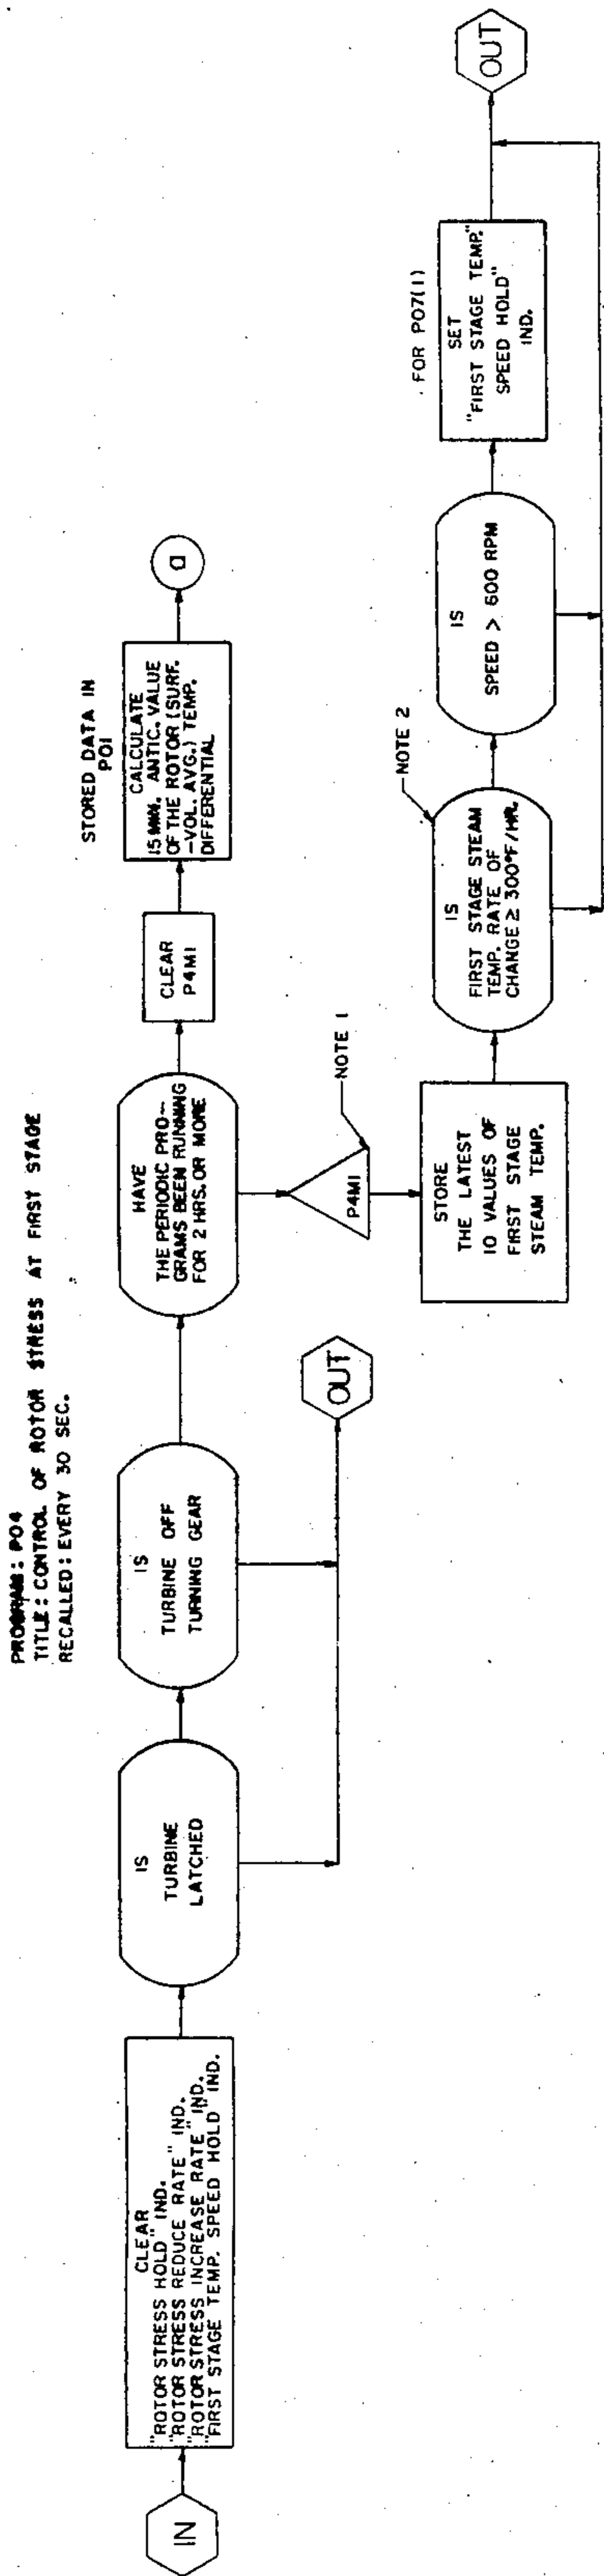 PROGRAM: P04
TITLE: CONTROL OF ROTOR STRESS AT FIRST STAGE
RECALLED: EVERY 30 SEC.
IN
CLEAR
"ROTOR STRESS HOLD" IND.
"ROTOR STRESS REDUCE RATE" IND.
"ROTOR STRESS INCREASE RATE" IND.
"FIRST STAGE TEMP. SPEED HOLD" IND.
IS
TURBINE
LATCHED
IS
TURBINE OFF
TURNING GEAR
OUT
HAVE
THE PERIODIC PRO-
GRAMS BEEN RUNNING
FOR 2 HRS. OR MORE
CLEAR
P4M1
STORED DATA IN
P01
CALCULATE
15 MIN. ANTIC. VALUE
OF THE ROTOR (SURF.
-VOL. AVG.) TEMP.
DIFFERENTIAL
a
P4M1
NOTE 1
STORE
THE LATEST
10 VALUES OF
FIRST STAGE
STEAM TEMP.
NOTE 2
IS
FIRST STAGE STEAM
TEMP. RATE OF
CHANGE ≥ 300°F/HR.
IS
SPEED > 600 RPM
FOR P07(1)
SET
"FIRST STAGE TEMP."
SPEED HOLD"
IND.
OUT